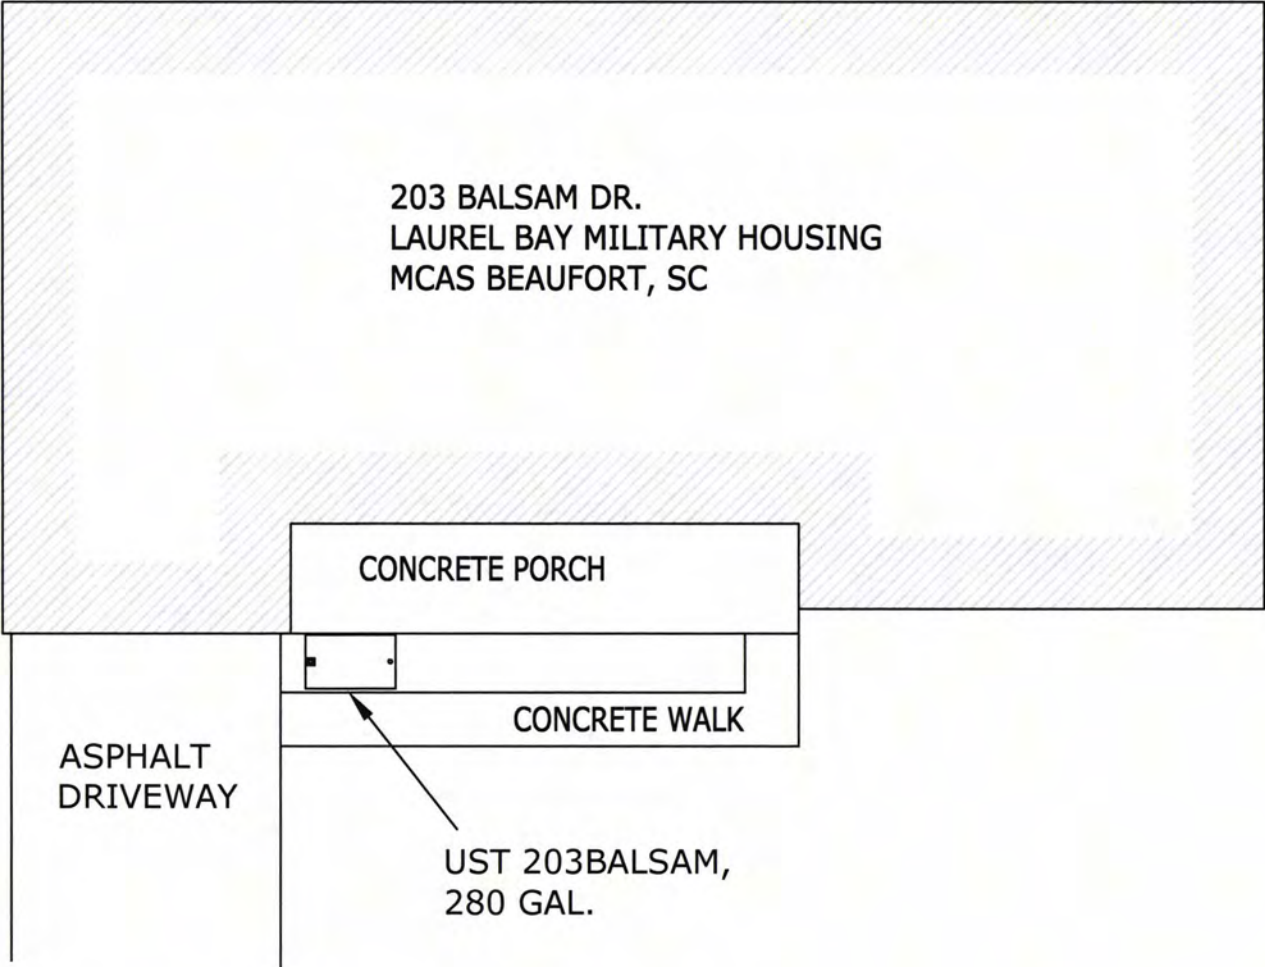 203 BALSAM DR.
LAUREL BAY MILITARY HOUSING
MCAS BEAUFORT, SC
CONCRETE PORCH
CONCRETE WALK
ASPHALT
DRIVEWAY
UST 203BALSAM,
280 GAL.